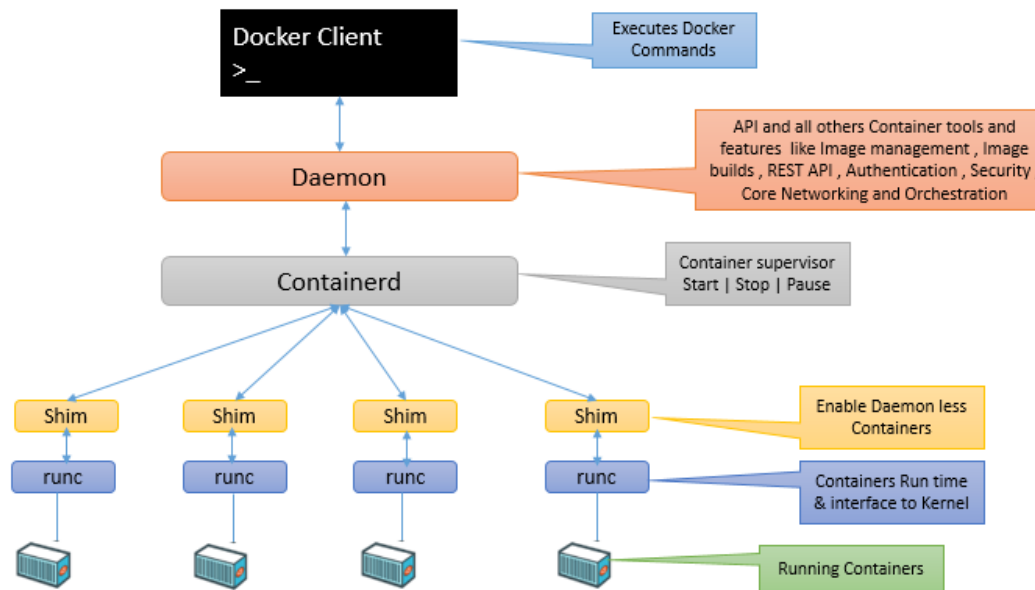 Docker Client
>_
Executes Docker
Commands
Daemon
API and all others Container tools and
features like Image management , Image
builds , REST API , Authentication , Security
Core Networking and Orchestration
Containerd
Container supervisor
Start | Stop | Pause
Shim
Shim
Shim
Shim
Enable Daemon less
Containers
runc
runc
runc
runc
Containers Run time
& interface to Kernel
Running Containers